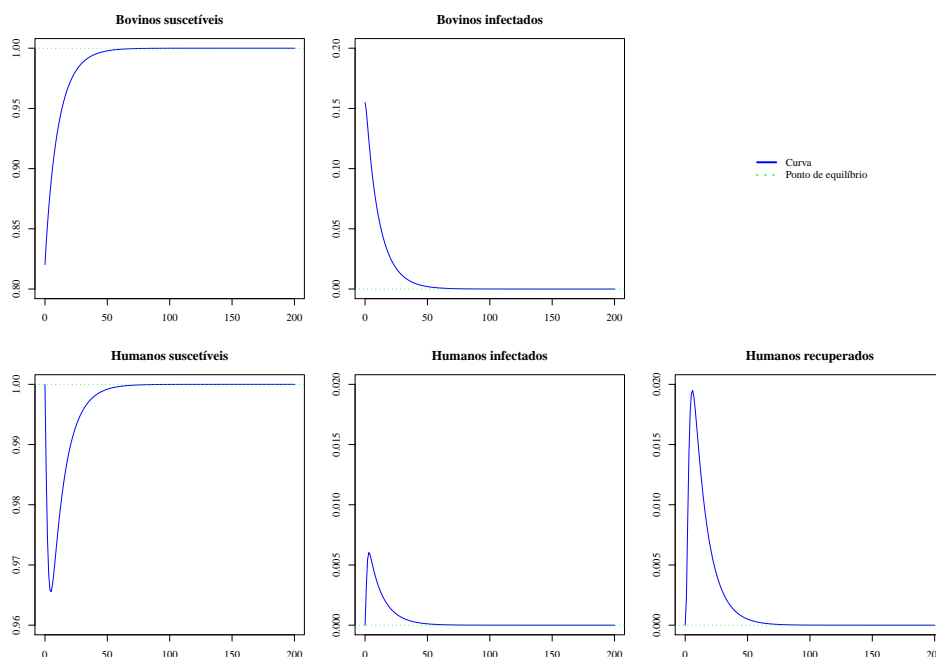 Bovinos suscetíveis
1.00
0.95
0.90
0.85
0.80
0 50 100 150 200
Bovinos infectados
0.20
0.15
0.10
0.05
0.00
0 50 100 150 200
Curva
Ponto de equilíbrio
Humanos suscetíveis
1.00
0.99
0.98
0.97
0.96
0 50 100 150 200
Humanos infectados
0.020
0.015
0.010
0.005
0.000
0 50 100 150 200
Humanos recuperados
0.020
0.015
0.010
0.005
0.000
0 50 100 150 200